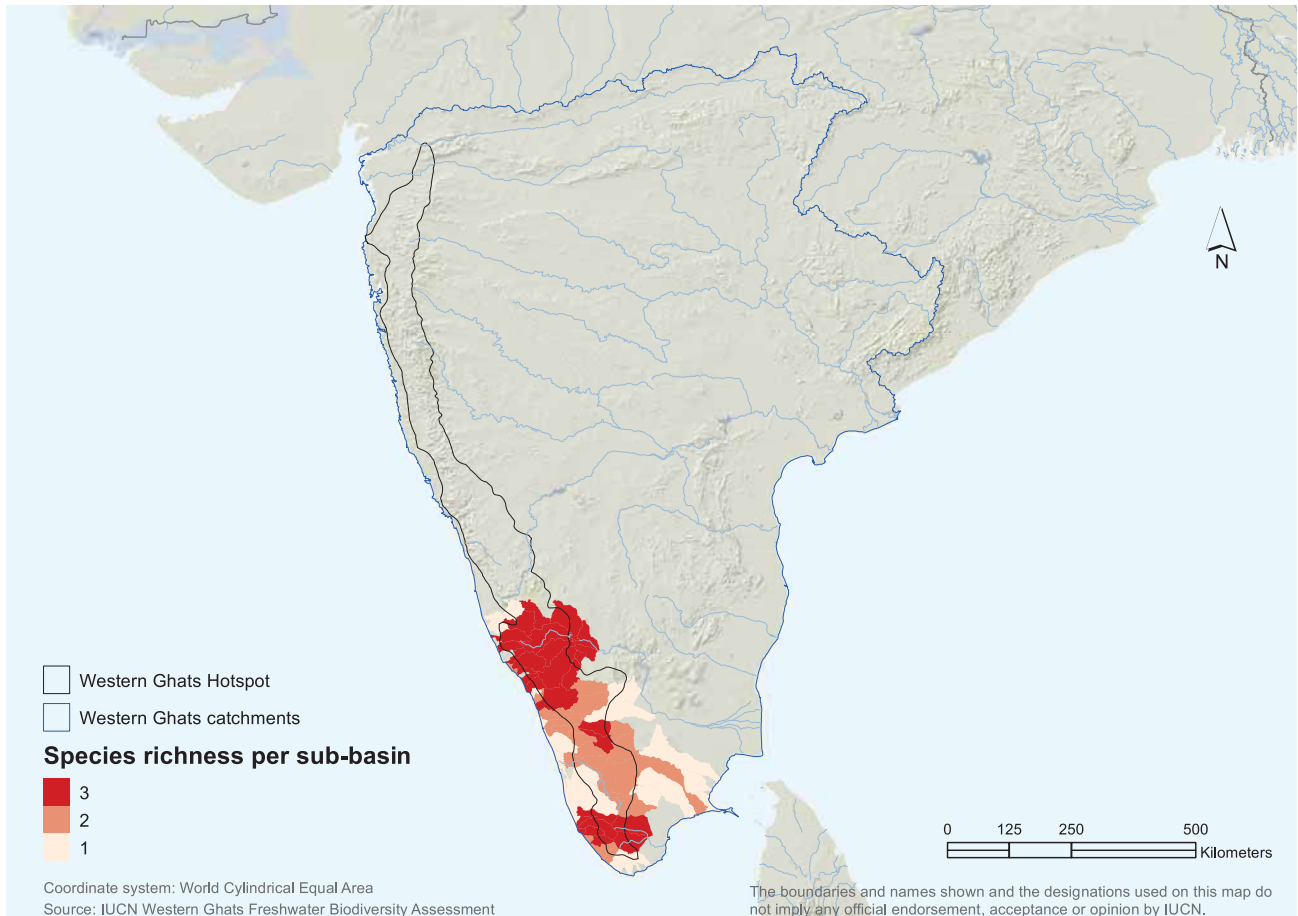 N
Western Ghats Hotspot
Western Ghats catchments
Species richness per sub-basin
3
2
1
0 125 250 500
Kilometers
Coordinate system: World Cylindrical Equal Area
Source: IUCN Western Ghats Freshwater Biodiversity Assessment
The boundaries and names shown and the designations used on this map do
not imply any official endorsement, acceptance or opinion by IUCN.